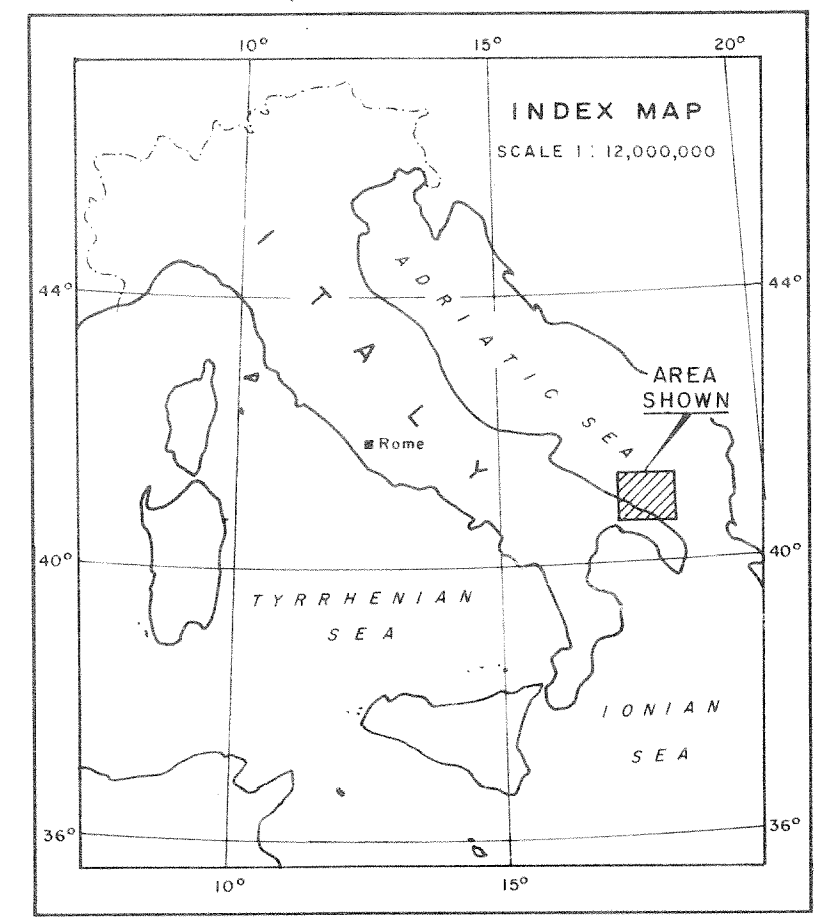 10° 15° 20°
INDEX MAP
SCALE 1:12,000,000
ITALY
ADRIATIC SEA
44° 44°
AREA
SHOWN
Rome
40° 40°
TYRRHENIAN
SEA
IONIAN
SEA
36° 36°
10° 15°